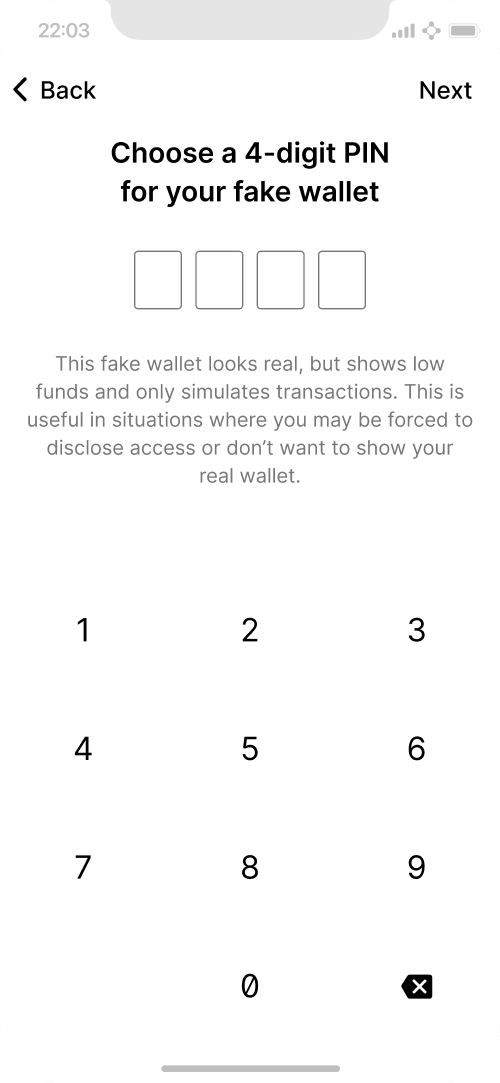 22:03
Back
Next
Choose a 4-digit PIN
for your fake wallet
This fake wallet looks real, but shows low
funds and only simulates transactions. This is
useful in situations where you may be forced to
disclose access or don’t want to show your
real wallet.
1 2 3
4 5 6
7 8 9
0